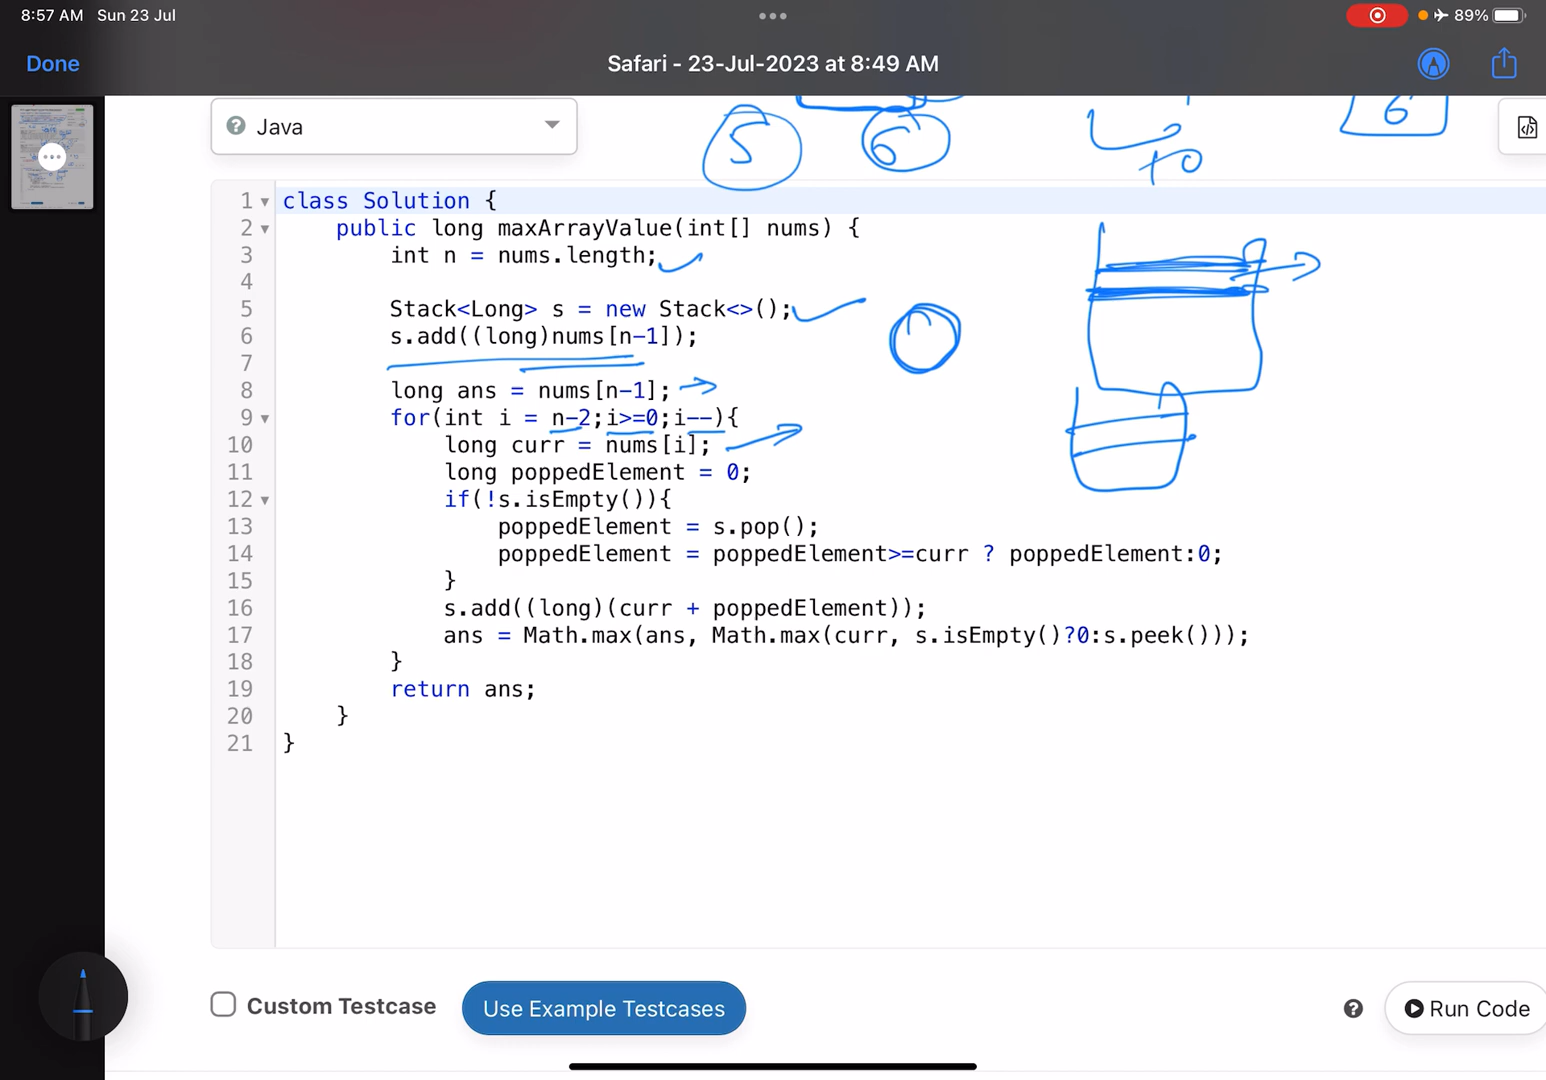 8:57 AM Sun 23 Jul
89%
Done
Safari - 23-Jul-2023 at 8:49 AM
5
6
+0
6
Java
1 class Solution {
2 public long maxArrayValue(int[] nums) {
3 int n = nums.length;
4
5 Stack<Long> s = new Stack<>();
6 s.add((long)nums[n-1]);
7
8 long ans = nums[n-1];
9 for(int i = n-2;i>=0;i--){
10 long curr = nums[i];
11 long poppedElement = 0;
12 if(!s.isEmpty()){
13 poppedElement = s.pop();
14 poppedElement = poppedElement>=curr ? poppedElement:0;
15 }
16 s.add((long)(curr + poppedElement));
17 ans = Math.max(ans, Math.max(curr, s.isEmpty()?0:s.peek()));
18 }
19 return ans;
20 }
21 }
Custom Testcase
Use Example Testcases
Run Code